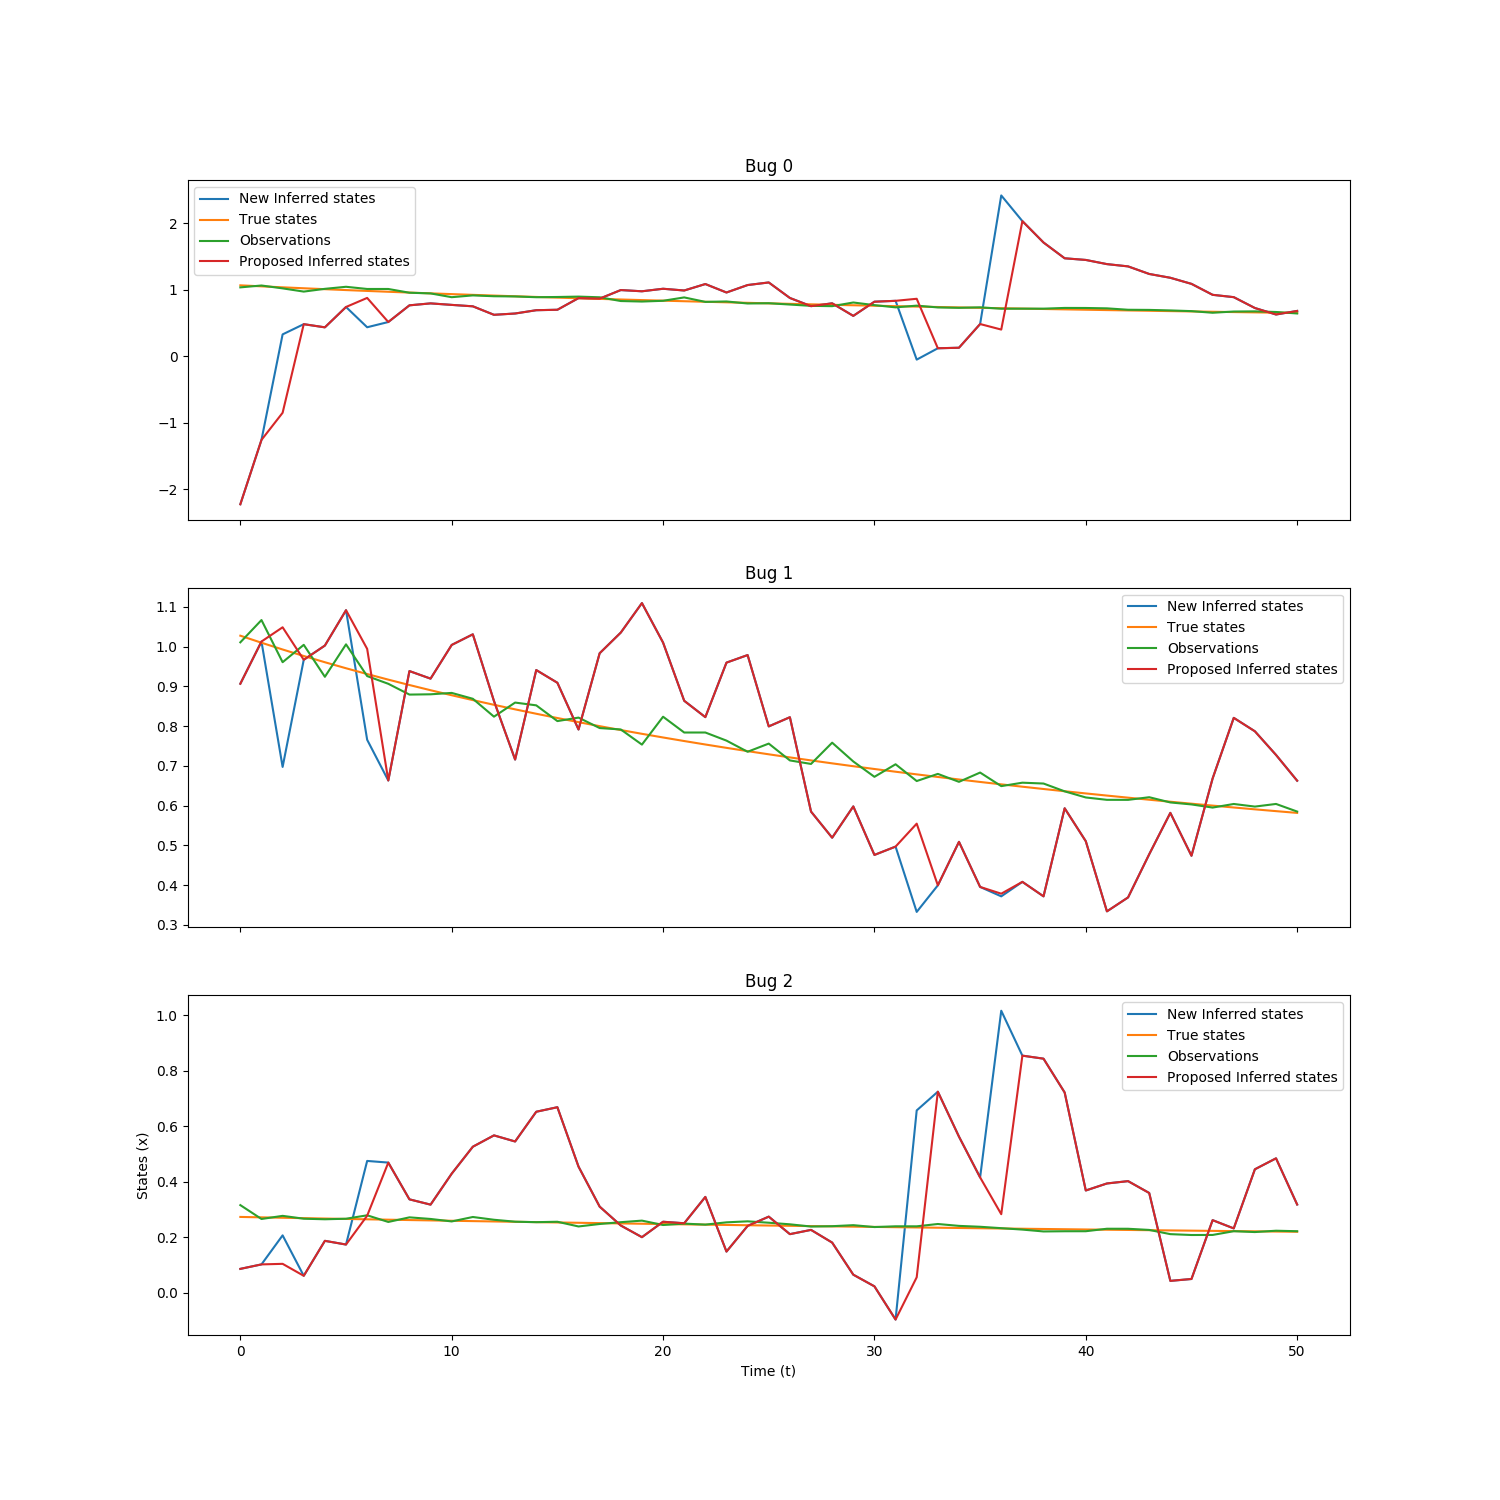 Bug 0
New Inferred states
True states
Observations
Proposed Inferred states
2
1
0
−1
−2
Bug 1
New Inferred states
True states
Observations
Proposed Inferred states
1.1
1.0
0.9
0.8
0.7
0.6
0.5
0.4
0.3
Bug 2
New Inferred states
True states
Observations
Proposed Inferred states
1.0
0.8
0.6
0.4
0.2
0.0
States (x)
0 10 20 30 40 50
Time (t)